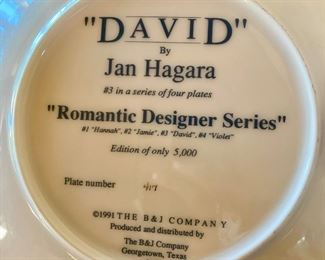 "DAVID"
By
Jan Hagara
#3 in a series of four plates
"Romantic Designer Series"
#1 "Hannah", #2 "Jamie", #3 "David", #4 "Violet"
Edition of only 5,000
Plate number
©1991 THE B&J COMPANY
Produced and distributed by
The B&J Company
Georgetown, Texas